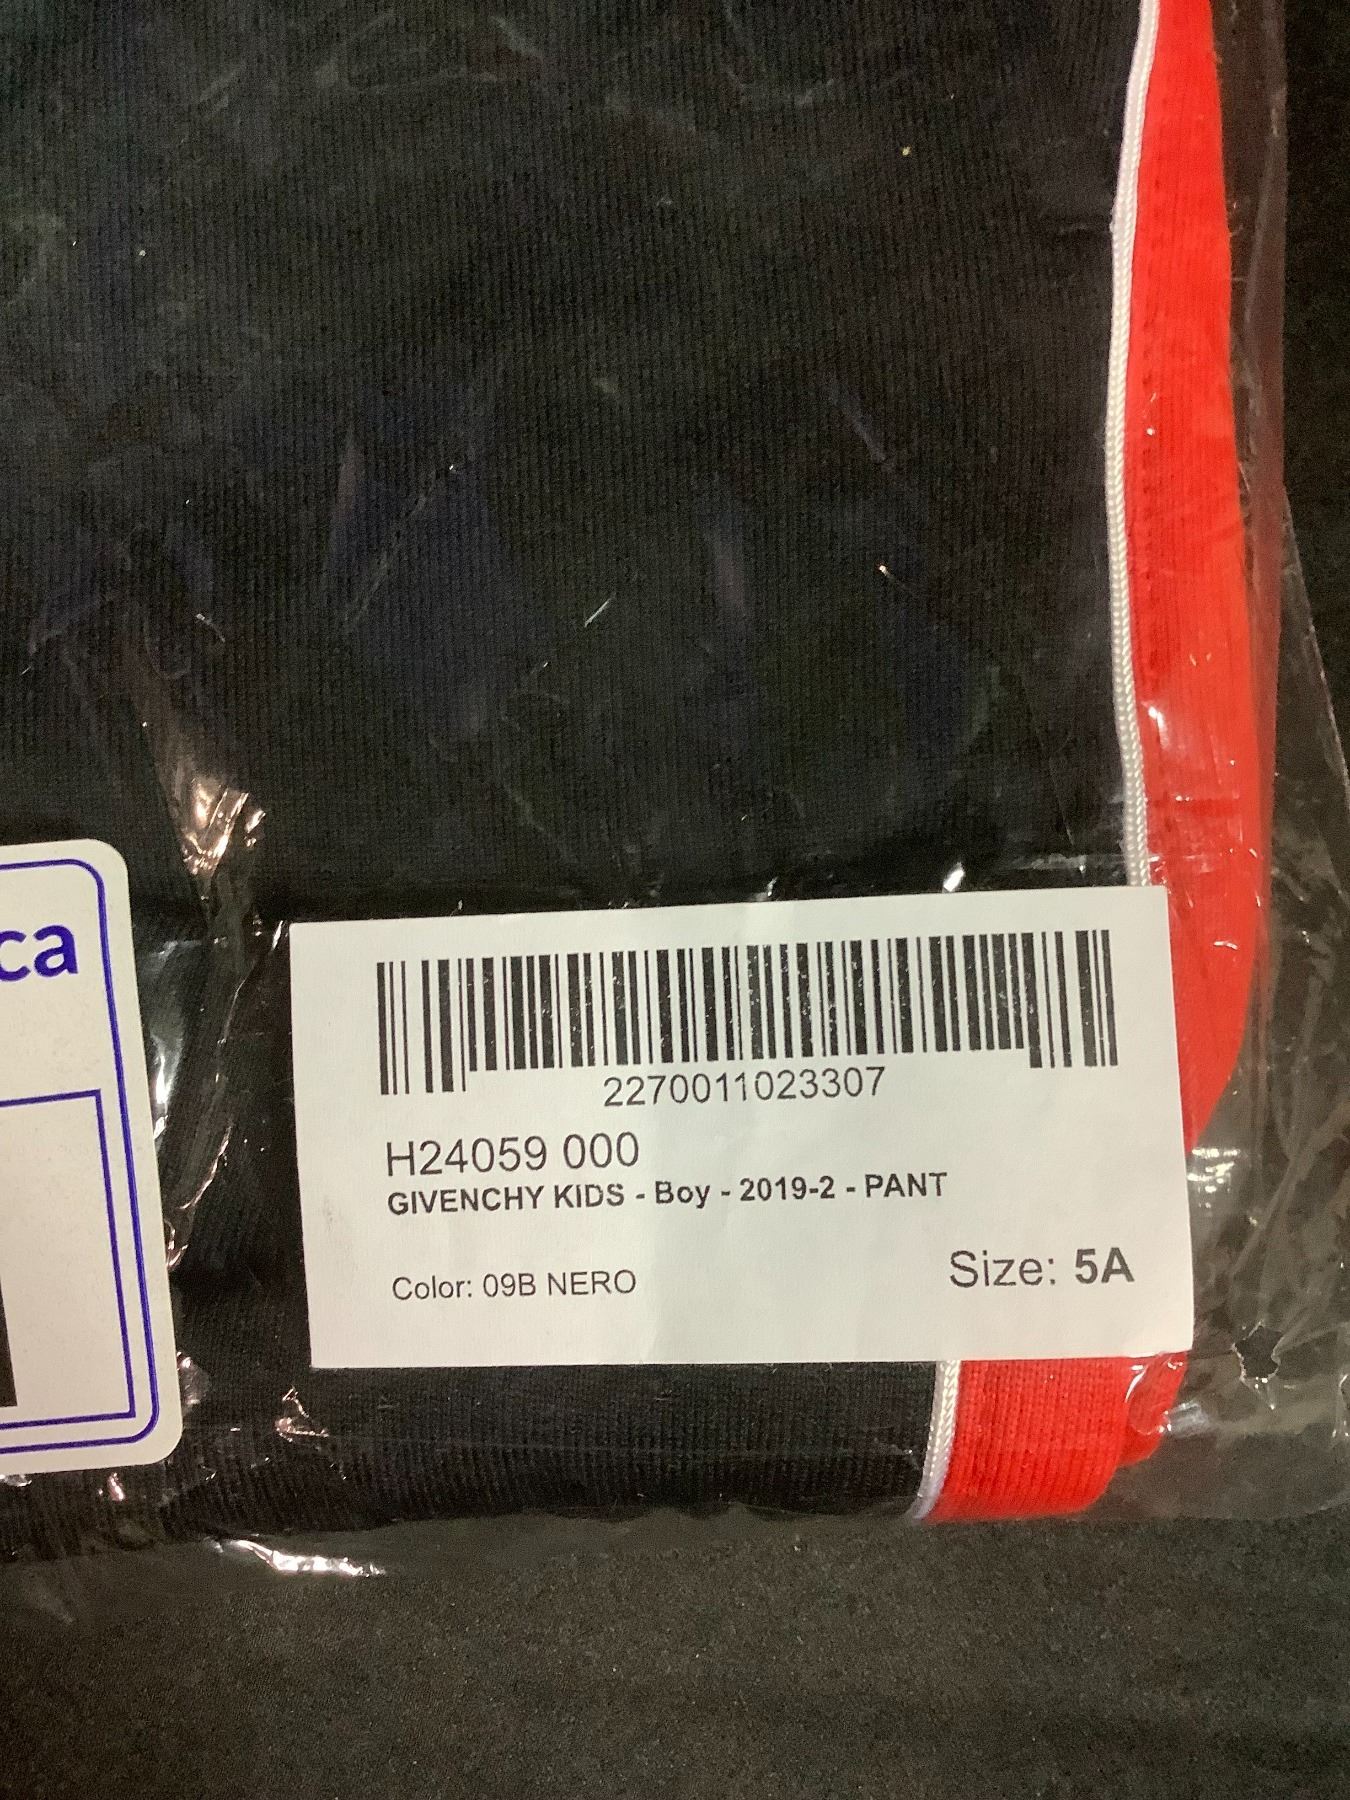 ca
2270011023307
H24059 000
GIVENCHY KIDS - Boy - 2019-2 - PANT
Color: 09B NERO
Size: 5A